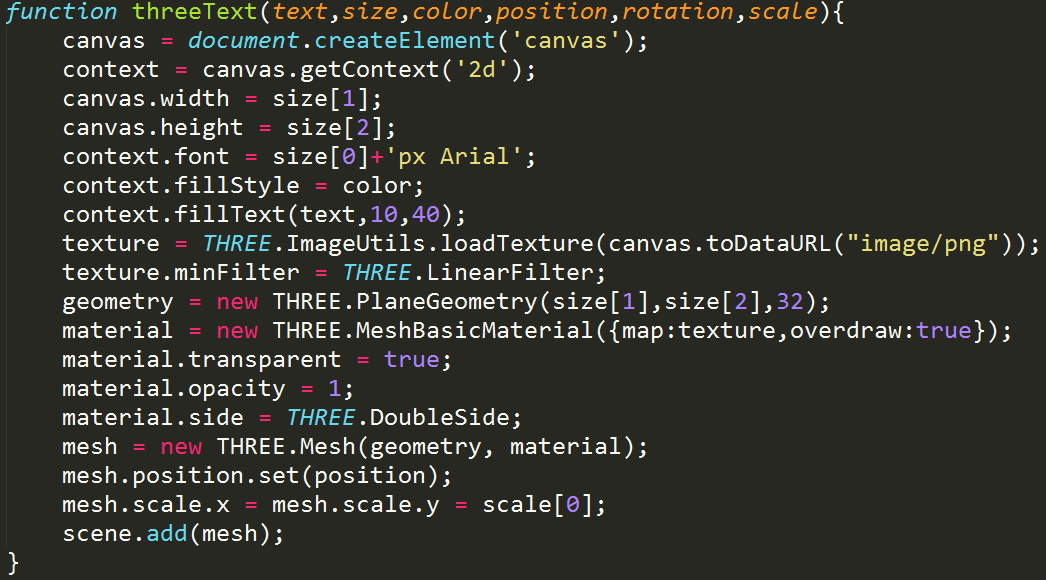 function threeText(text,size,color,position,rotation,scale){
    canvas = document.createElement('canvas');
    context = canvas.getContext('2d');
    canvas.width = size[1];
    canvas.height = size[2];
    context.font = size[0]+'px Arial';
    context.fillStyle = color;
    context.fillText(text,10,40);
    texture = THREE.ImageUtils.loadTexture(canvas.toDataURL("image/png"));
    texture.minFilter = THREE.LinearFilter;
    geometry = new THREE.PlaneGeometry(size[1],size[2],32);
    material = new THREE.MeshBasicMaterial({map:texture,overdraw:true});
    material.transparent = true;
    material.opacity = 1;
    material.side = THREE.DoubleSide;
    mesh = new THREE.Mesh(geometry, material);
    mesh.position.set(position);
    mesh.scale.x = mesh.scale.y = scale[0];
    scene.add(mesh);
}